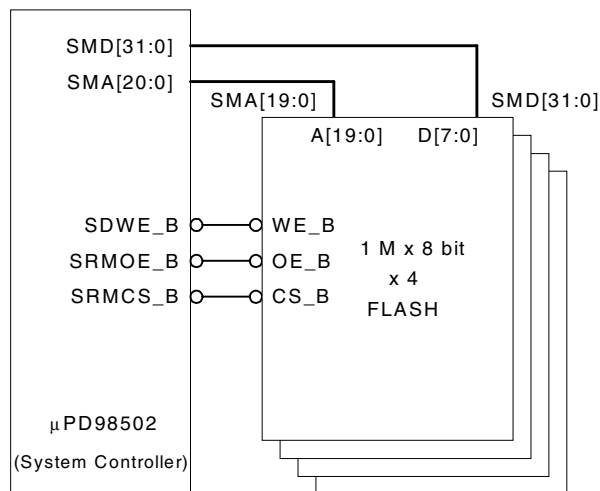 SMD[31:0]
SMA[20:0]
SMA[19:0]
SMD[31:0]
A[19:0] D[7:0]
SDWE_B WE_B
SRMOE_B OE_B
SRMCS_B CS_B
1 M x 8 bit
x 4
FLASH
μPD98502
(System Controller)